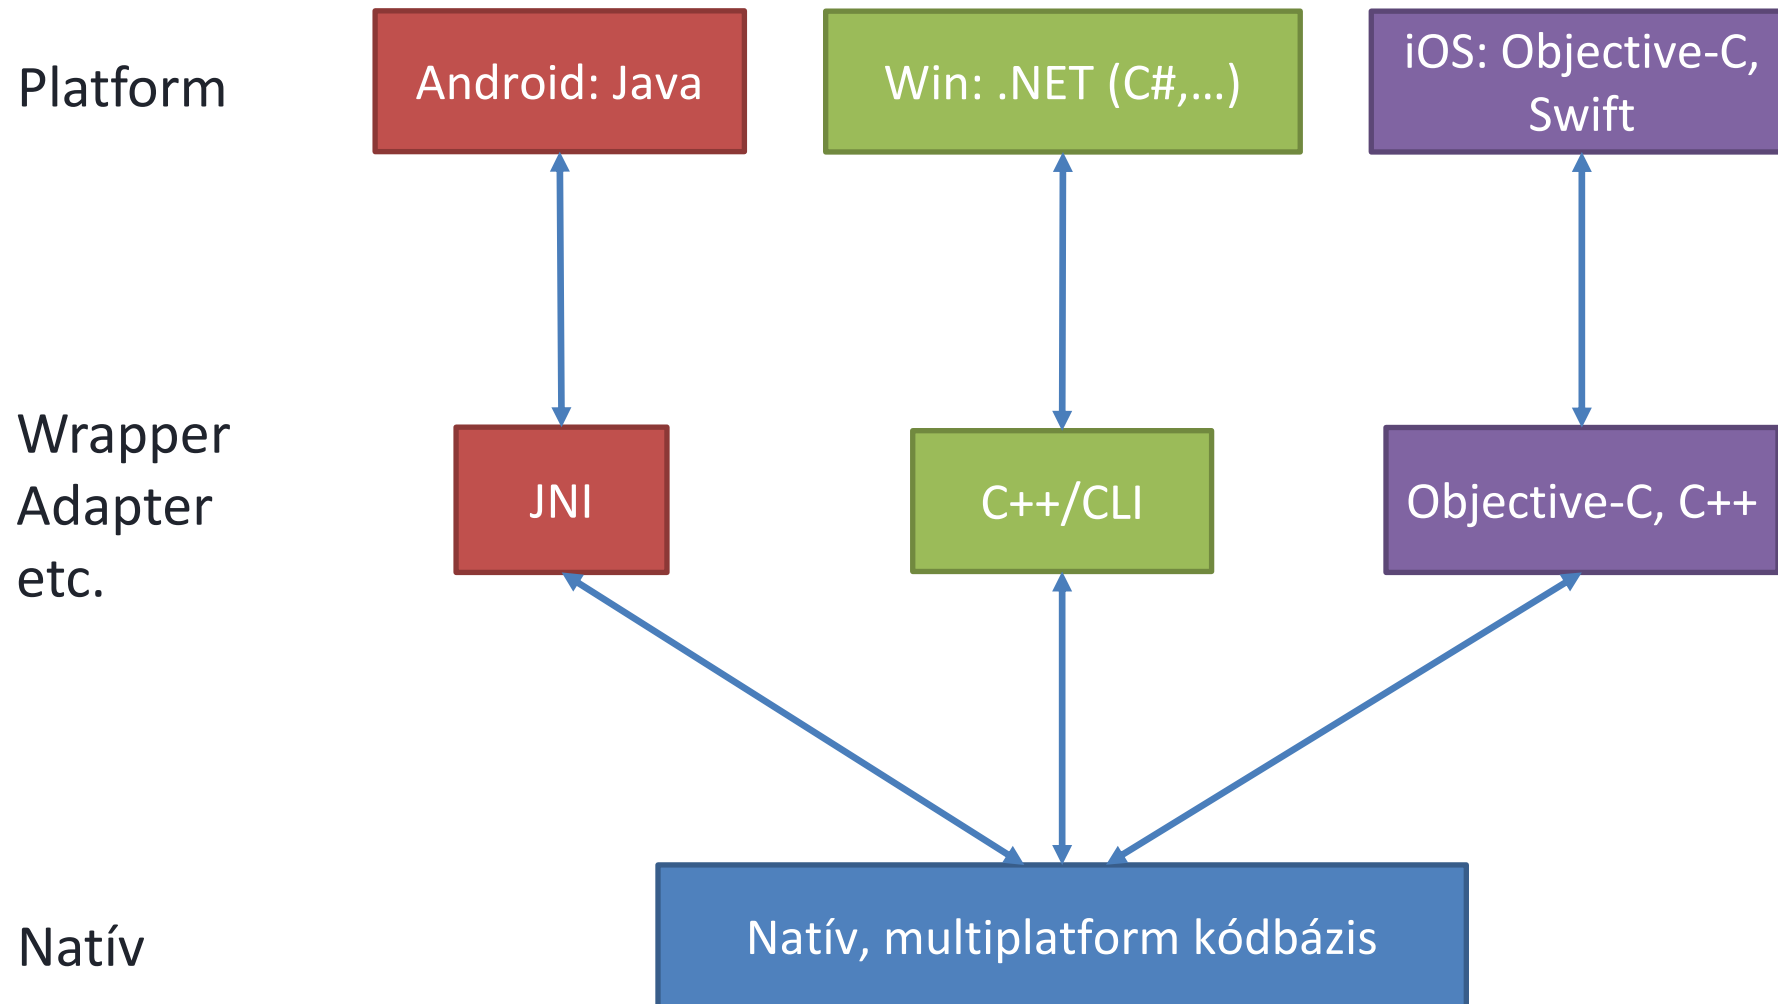 Platform
Android: Java
Win: .NET (C#,...)
iOS: Objective-C,
Swift
Wrapper
Adapter
etc.
JNI
C++/CLI
Objective-C, C++
Natív
Natív, multiplatform kódbázis